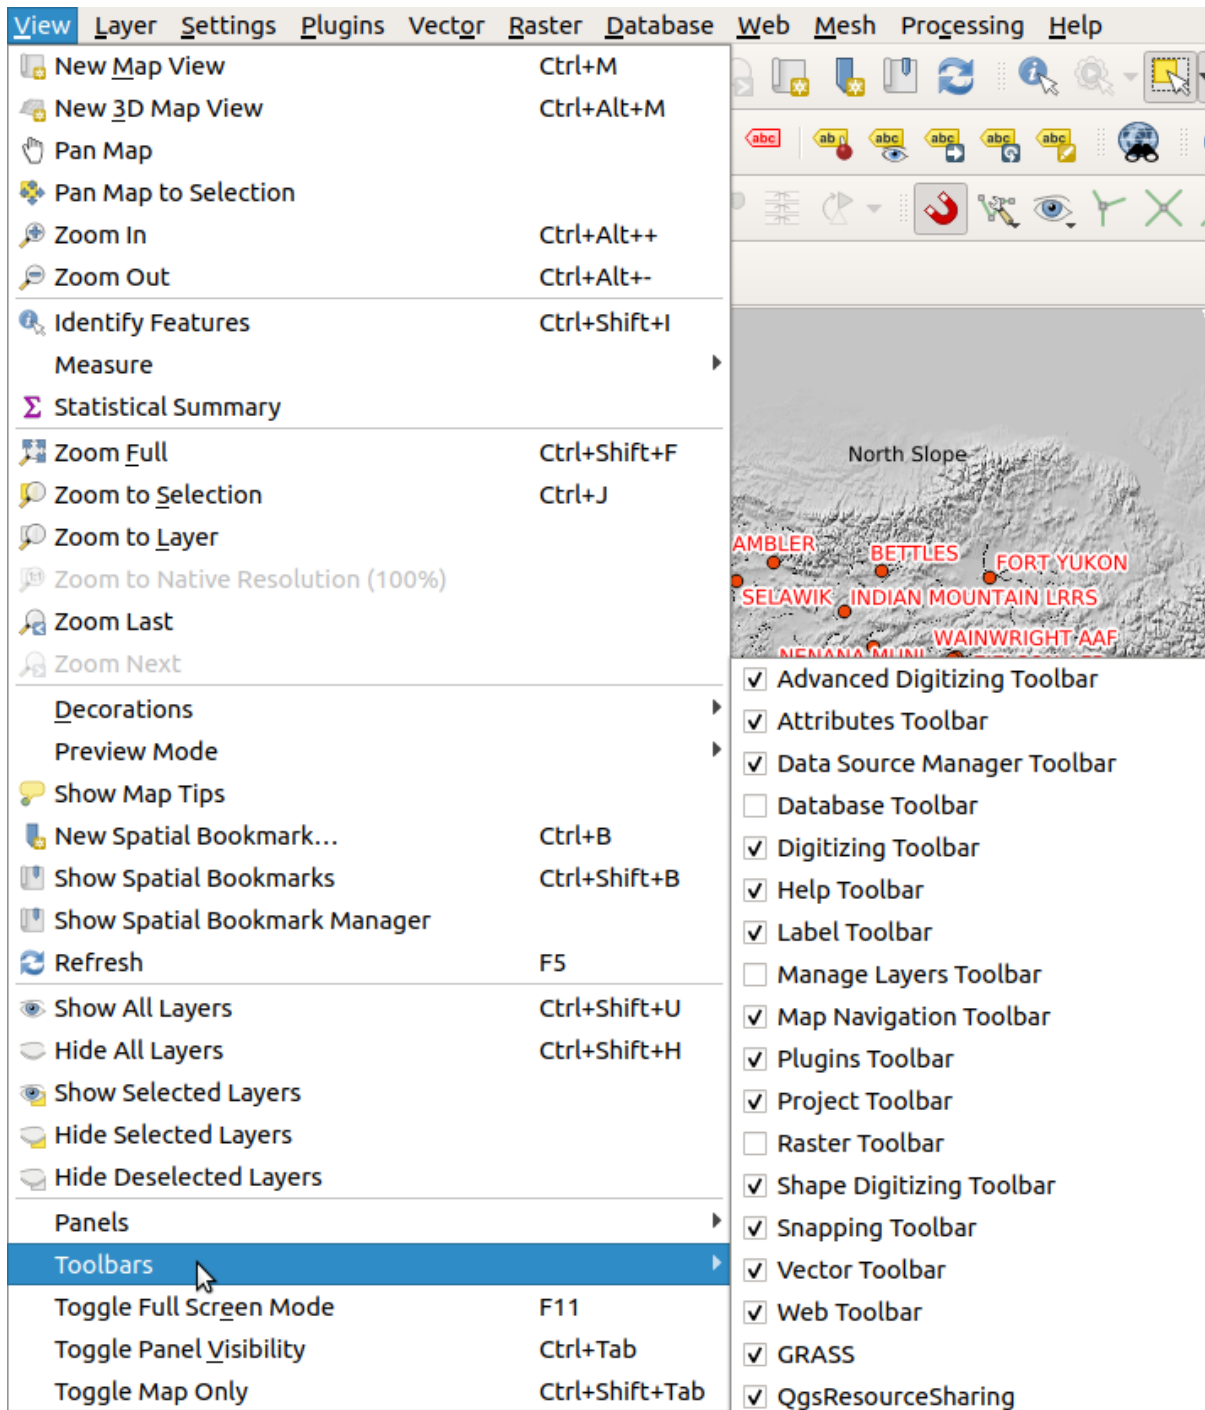 View Layer Settings Plugins Vector Raster Database Web Mesh Processing Help
New Map View Ctrl+M
New 3D Map View Ctrl+Alt+M
Pan Map
Pan Map to Selection
Zoom In Ctrl+Alt++
Zoom Out Ctrl+Alt+-
Identify Features Ctrl+Shift+I
Measure
Statistical Summary
Zoom Full Ctrl+Shift+F
Zoom to Selection Ctrl+J
Zoom to Layer
Zoom to Native Resolution (100%)
Zoom Last
Zoom Next
Decorations
Preview Mode
Show Map Tips
New Spatial Bookmark... Ctrl+B
Show Spatial Bookmarks Ctrl+Shift+B
Show Spatial Bookmark Manager
Refresh F5
Show All Layers Ctrl+Shift+U
Hide All Layers Ctrl+Shift+H
Show Selected Layers
Hide Selected Layers
Hide Deselected Layers
Panels
Toolbars
Toggle Full Screen Mode F11
Toggle Panel Visibility Ctrl+Tab
Toggle Map Only Ctrl+Shift+Tab
abc ab abc abc abc abc
North Slope
AMBLER
BETTLES
FORT YUKON
SELAWIK INDIAN MOUNTAIN LRRS
WAINWRIGHT AAF
NENANA MUNI
Advanced Digitizing Toolbar
Attributes Toolbar
Data Source Manager Toolbar
Database Toolbar
Digitizing Toolbar
Help Toolbar
Label Toolbar
Manage Layers Toolbar
Map Navigation Toolbar
Plugins Toolbar
Project Toolbar
Raster Toolbar
Shape Digitizing Toolbar
Snapping Toolbar
Vector Toolbar
Web Toolbar
GRASS
QgsResourceSharing